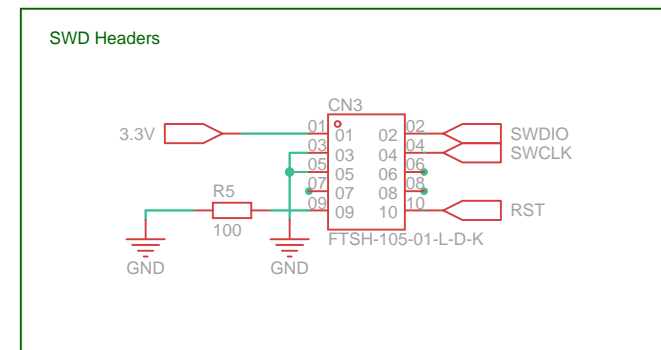 SWD Headers
CN3
3.3V 01 01 02 02 SWDIO
03 03 04 04 SWCLK
05 05 06 06
07 07 08 08
R5 09 09 10 10 RST
100 FTSH-105-01-L-D-K
GND GND